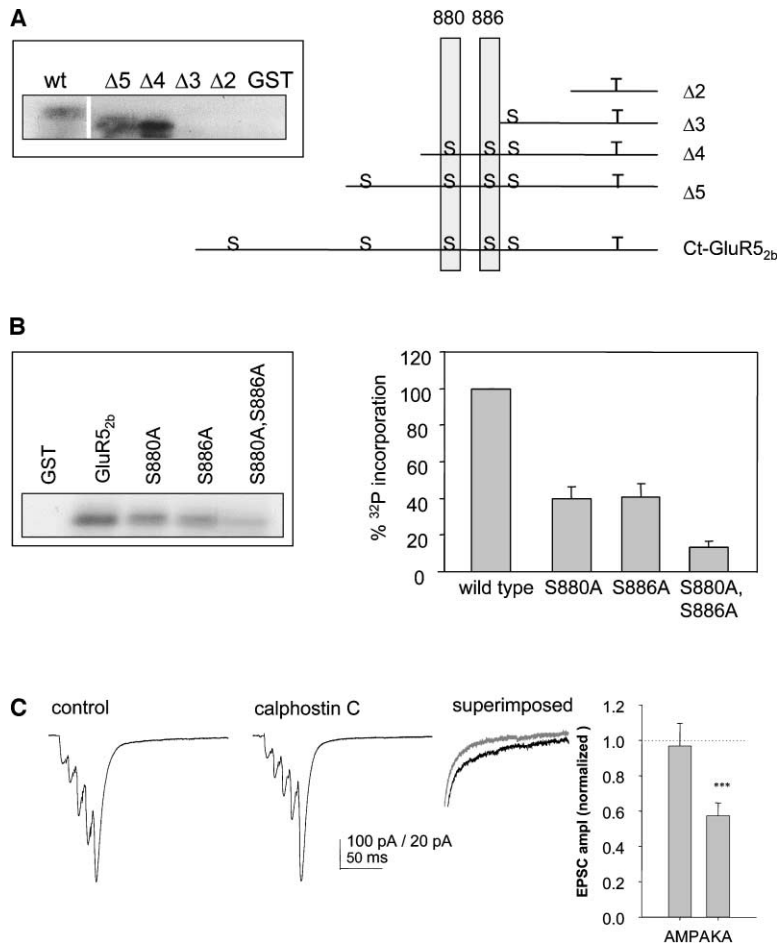 A
wt Δ5 Δ4 Δ3 Δ2 GST
880 886
T Δ2
S T Δ3
S S S T Δ4
S S S S T Δ5
S S S S S T Ct-GluR5₂b
B
GST GluR5₂b S880A S886A S880A,S886A
% ³²P incorporation
120
100
80
60
40
20
0
wild type S880A S886A S880A,
S886A
C
control
calphostin C
superimposed
100 pA / 20 pA
50 ms
EPSC ampl (normalized )
1.2
1.0
0.8
0.6
0.4
0.2
0.0
***
AMPAKA